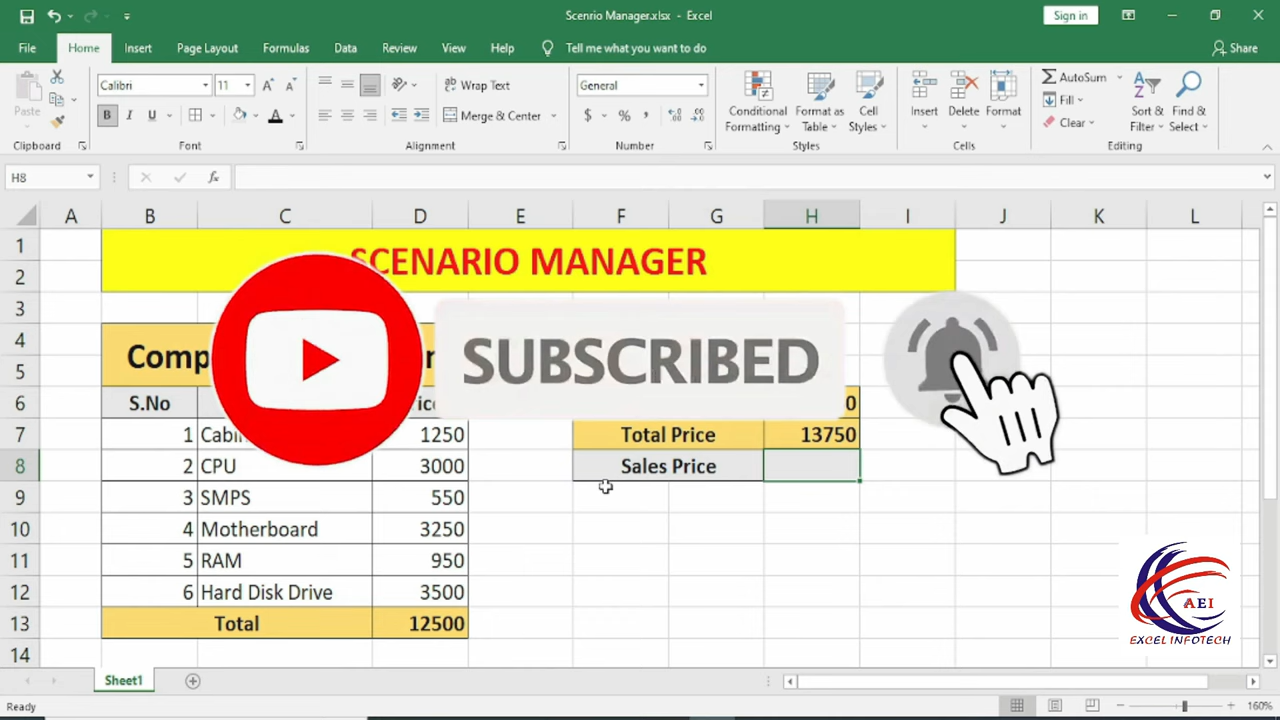 Scenrio Manager.xlsx - Excel
Sign in
File Home Insert Page Layout Formulas Data Review View Help Tell me what you want to do Share
Paste
Calibri 11
B I U
Wrap Text
Merge & Center
General
$ % ,
Conditional Formatting
Format as Table
Cell Styles
Insert Delete Format
AutoSum
Fill
Clear
Sort & Filter
Find & Select
Clipboard Font Alignment Number Styles Cells Editing
H8 fx
A B C D E F G H I J K L
1
2
SCENARIO MANAGER
3
4
5
Comp
SUBSCRIBED
6 S.No 0
7 1 1250 Total Price 13750
8 2 CPU 3000 Sales Price
9 3 SMPS 550
10 4 Motherboard 3250
11 5 RAM 950
12 6 Hard Disk Drive 3500
13 Total 12500
14
AEI
EXCEL INFOTECH
Sheet1
Ready
160%